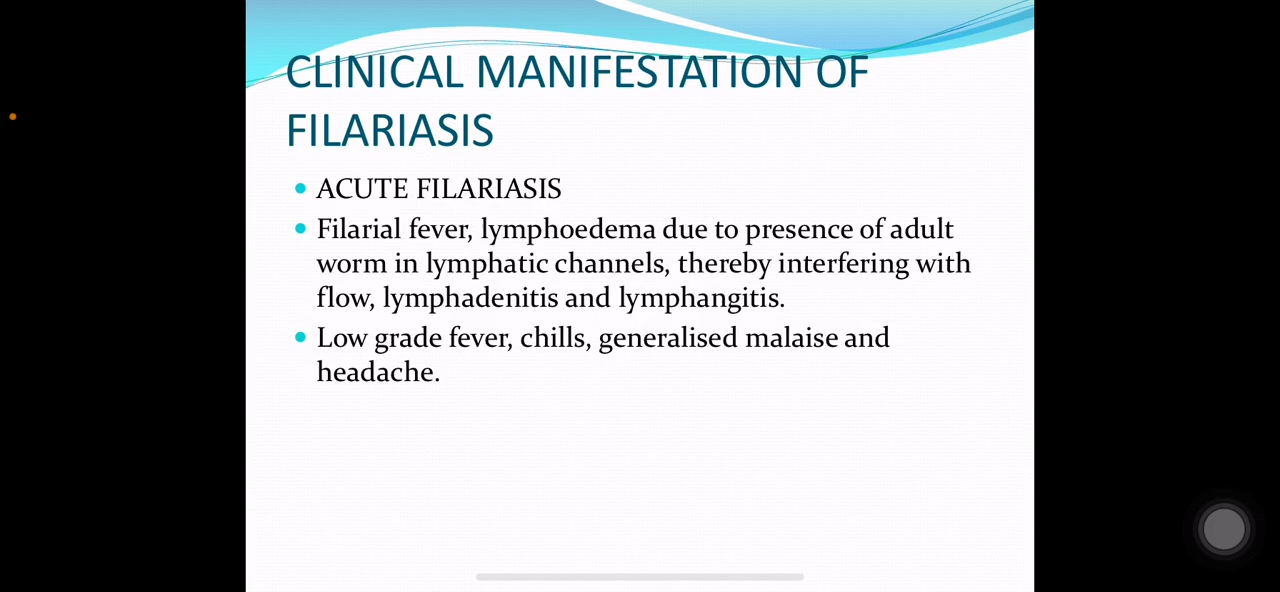 CLINICAL MANIFESTATION OF
FILARIASIS
• ACUTE FILARIASIS
• Filarial fever, lymphoedema due to presence of adult
worm in lymphatic channels, thereby interfering with
flow, lymphadenitis and lymphangitis.
• Low grade fever, chills, generalised malaise and
headache.